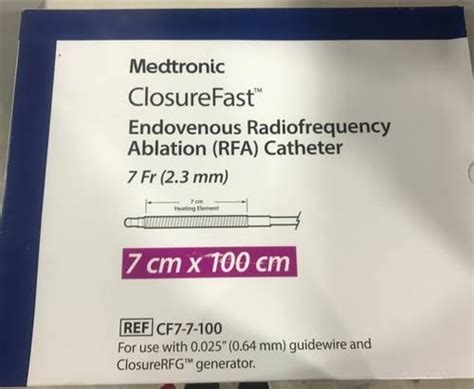 Medtronic
ClosureFast™
Endovenous Radiofrequency
Ablation (RFA) Catheter
7 Fr (2.3 mm)
7 cm
Heating Element
7 cm x 100 cm
REF CF7-7-100
For use with 0.025" (0.64 mm) guidewire and
ClosureRFG™ generator.